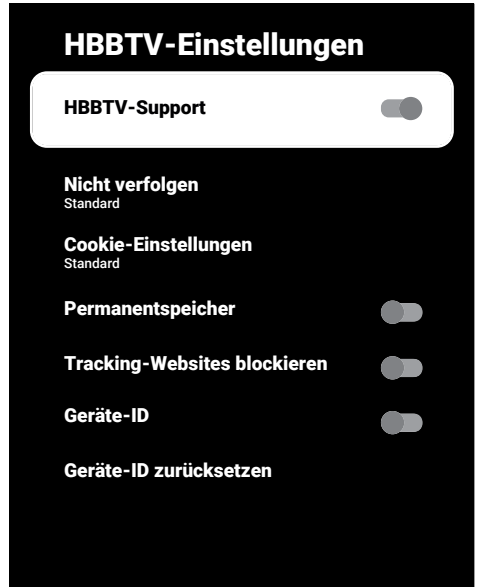 HBBTV-Einstellungen
HBBTV-Support
Nicht verfolgen
Standard
Cookie-Einstellungen
Standard
Permanentspeicher
Tracking-Websites blockieren
Geräte-ID
Geräte-ID zurücksetzen